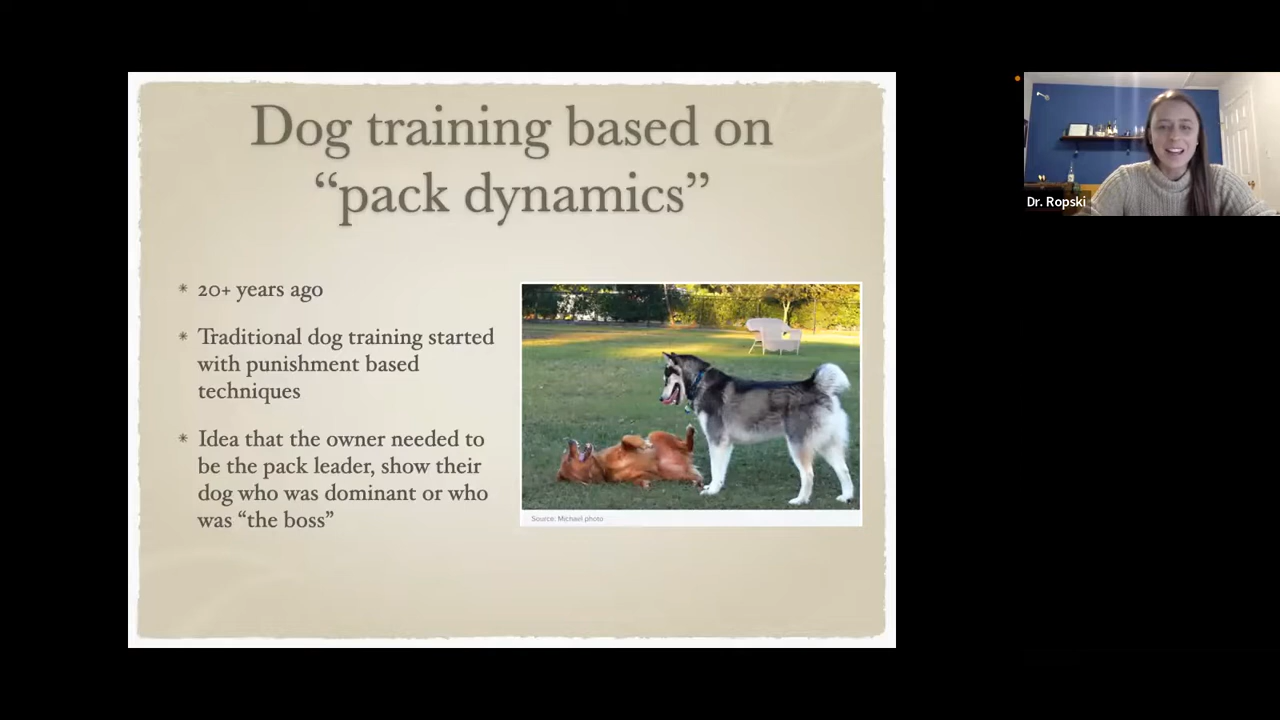 Dog training based on
“pack dynamics”
* 20+ years ago
* Traditional dog training started
with punishment based
techniques
* Idea that the owner needed to
be the pack leader, show their
dog who was dominant or who
was “the boss”
Source: Michael photo
Dr. Ropski